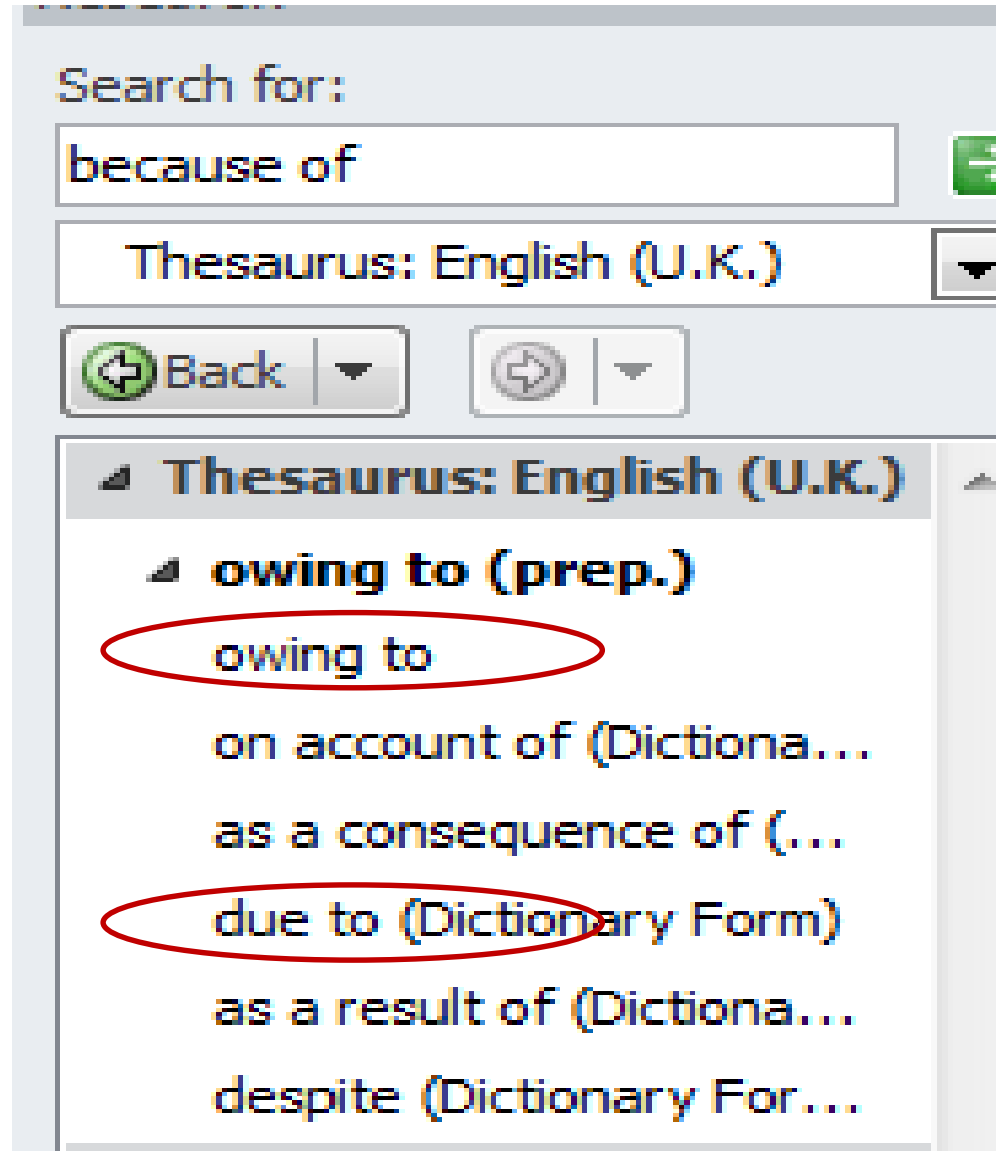 Search for:
because of
Thesaurus: English (U.K.)
Back
Thesaurus: English (U.K.)
owing to (prep.)
owing to
on account of (Dictiona...
as a consequence of (...
due to (Dictionary Form)
as a result of (Dictiona...
despite (Dictionary For...